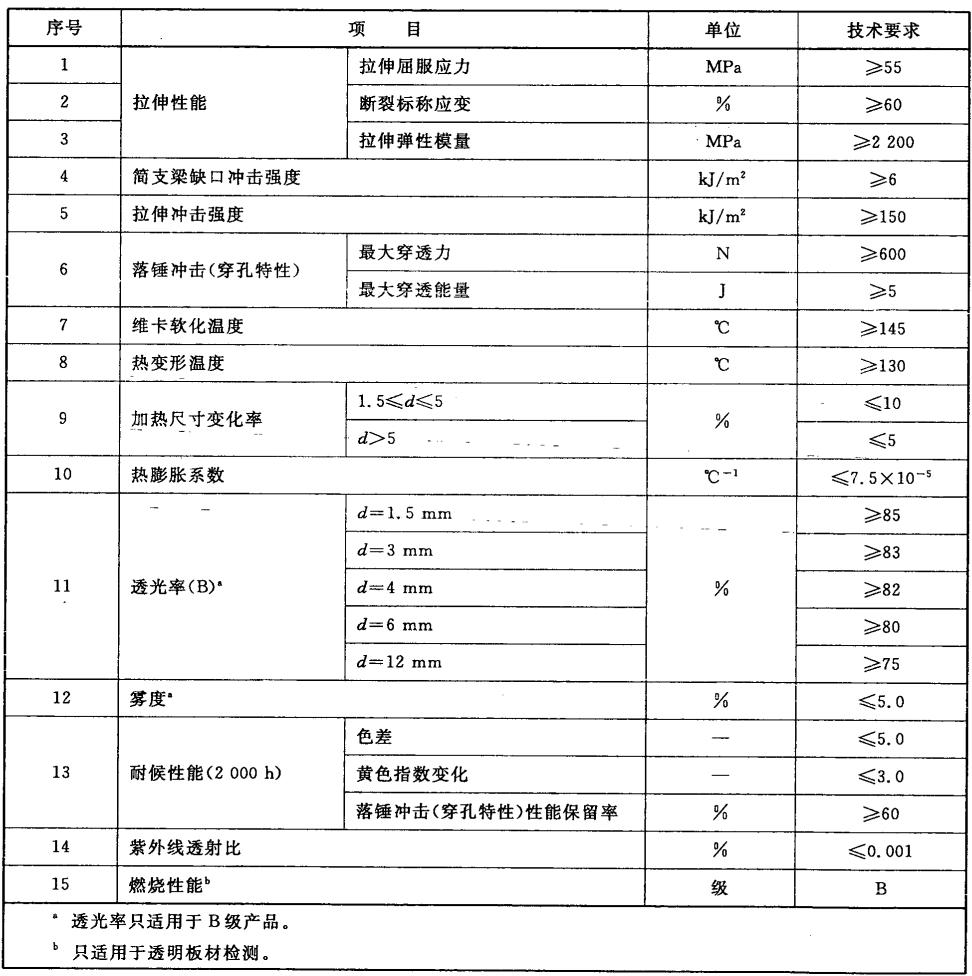 序号 项 目 单位 技术要求
1 拉伸性能 拉伸屈服应力 MPa ≥55
2 断裂标称应变 % ≥60
3 拉伸弹性模量 MPa ≥2 200
4 简支梁缺口冲击强度 kJ/m² ≥6
5 拉伸冲击强度 kJ/m² ≥150
6 落锤冲击(穿孔特性) 最大穿透力 N ≥600
最大穿透能量 J ≥5
7 维卡软化温度 ℃ ≥145
8 热变形温度 ℃ ≥130
9 加热尺寸变化率 1.5≤d≤5 % ≤10
d>5 ≤5
10 热膨胀系数 ℃⁻¹ ≤7.5×10⁻⁵
11 透光率(B)ᵃ d=1.5 mm % ≥85
d=3 mm ≥83
d=4 mm ≥82
d=6 mm ≥80
d=12 mm ≥75
12 雾度ᵃ % ≤5.0
13 耐候性能(2 000 h) 色差 — ≤5.0
黄色指数变化 — ≤3.0
落锤冲击(穿孔特性)性能保留率 % ≥60
14 紫外线透射比 % ≤0.001
15 燃烧性能ᵇ 级 B
ᵃ 透光率只适用于 B 级产品。
ᵇ 只适用于透明板材检测。